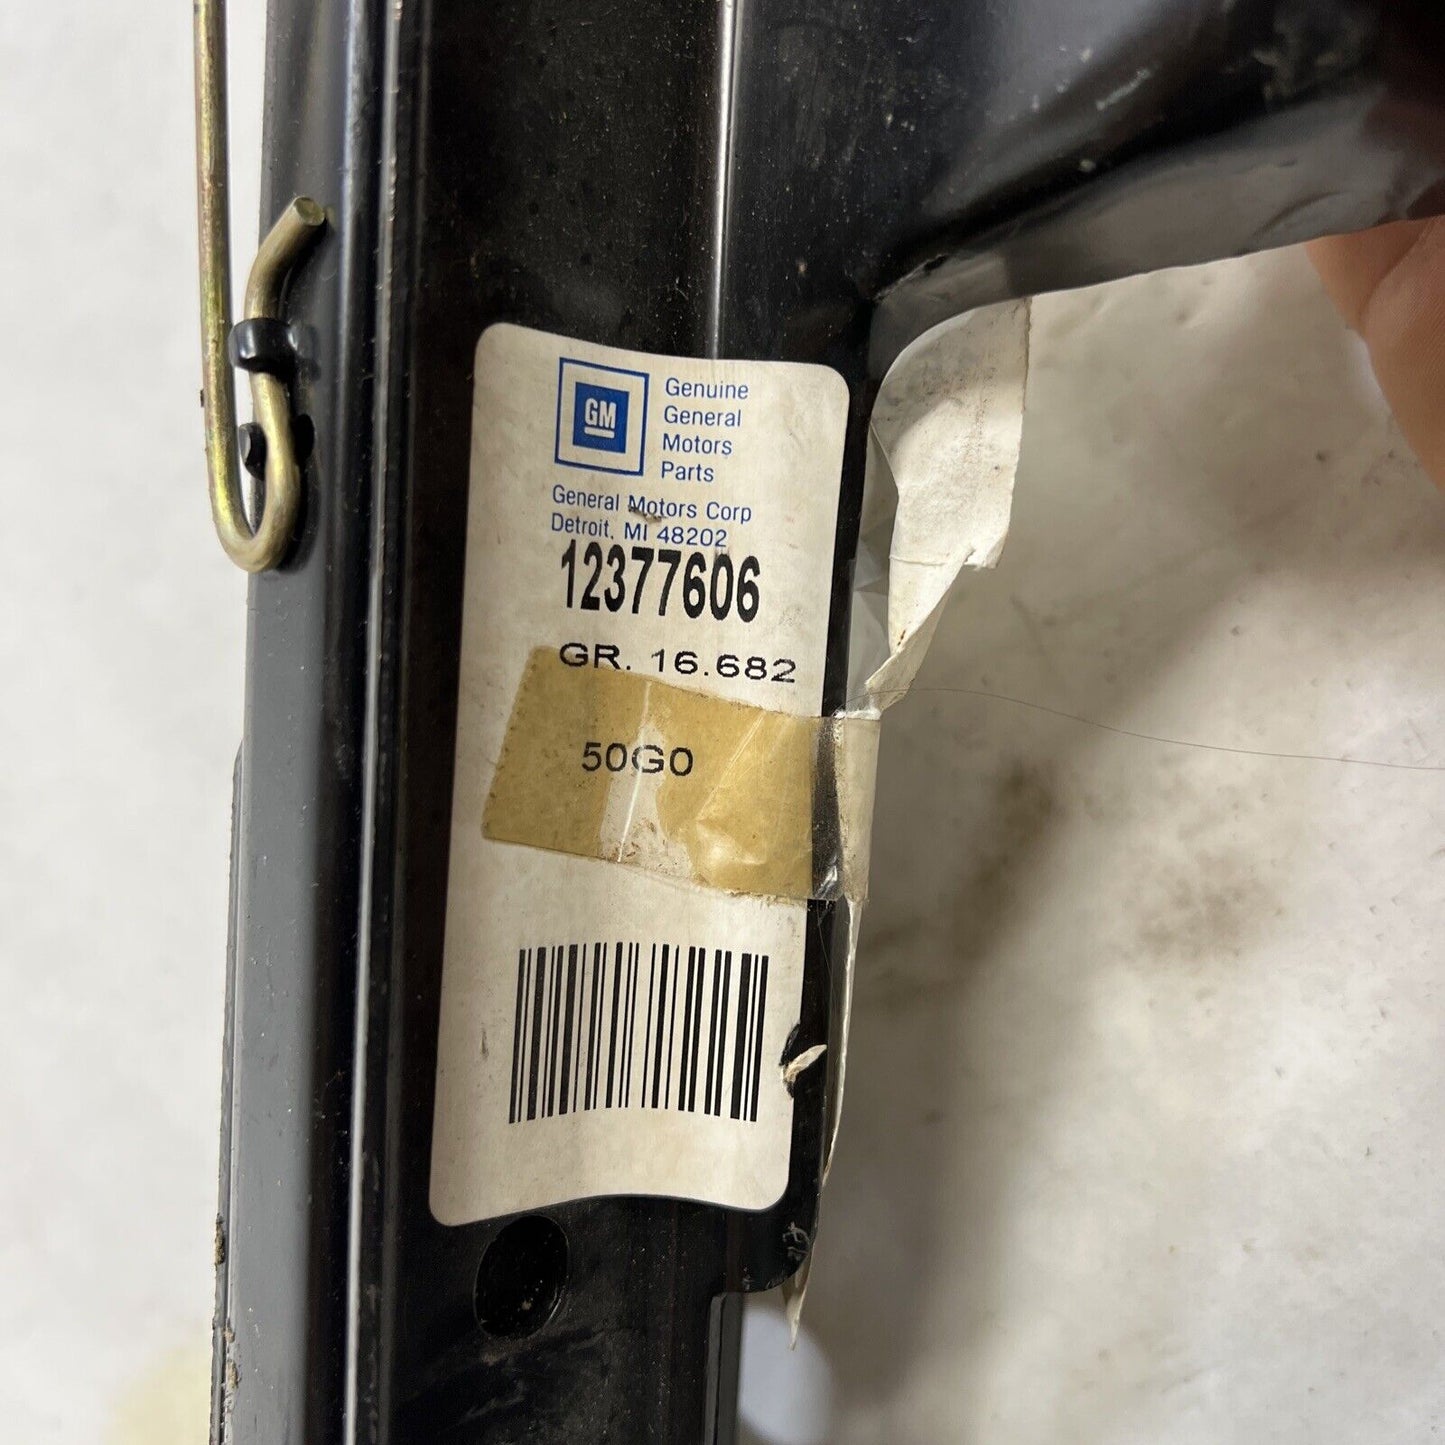 GM
Genuine
General
Motors
Parts
General Motors Corp
Detroit, MI 48202
12377606
GR. 16.682
50G0